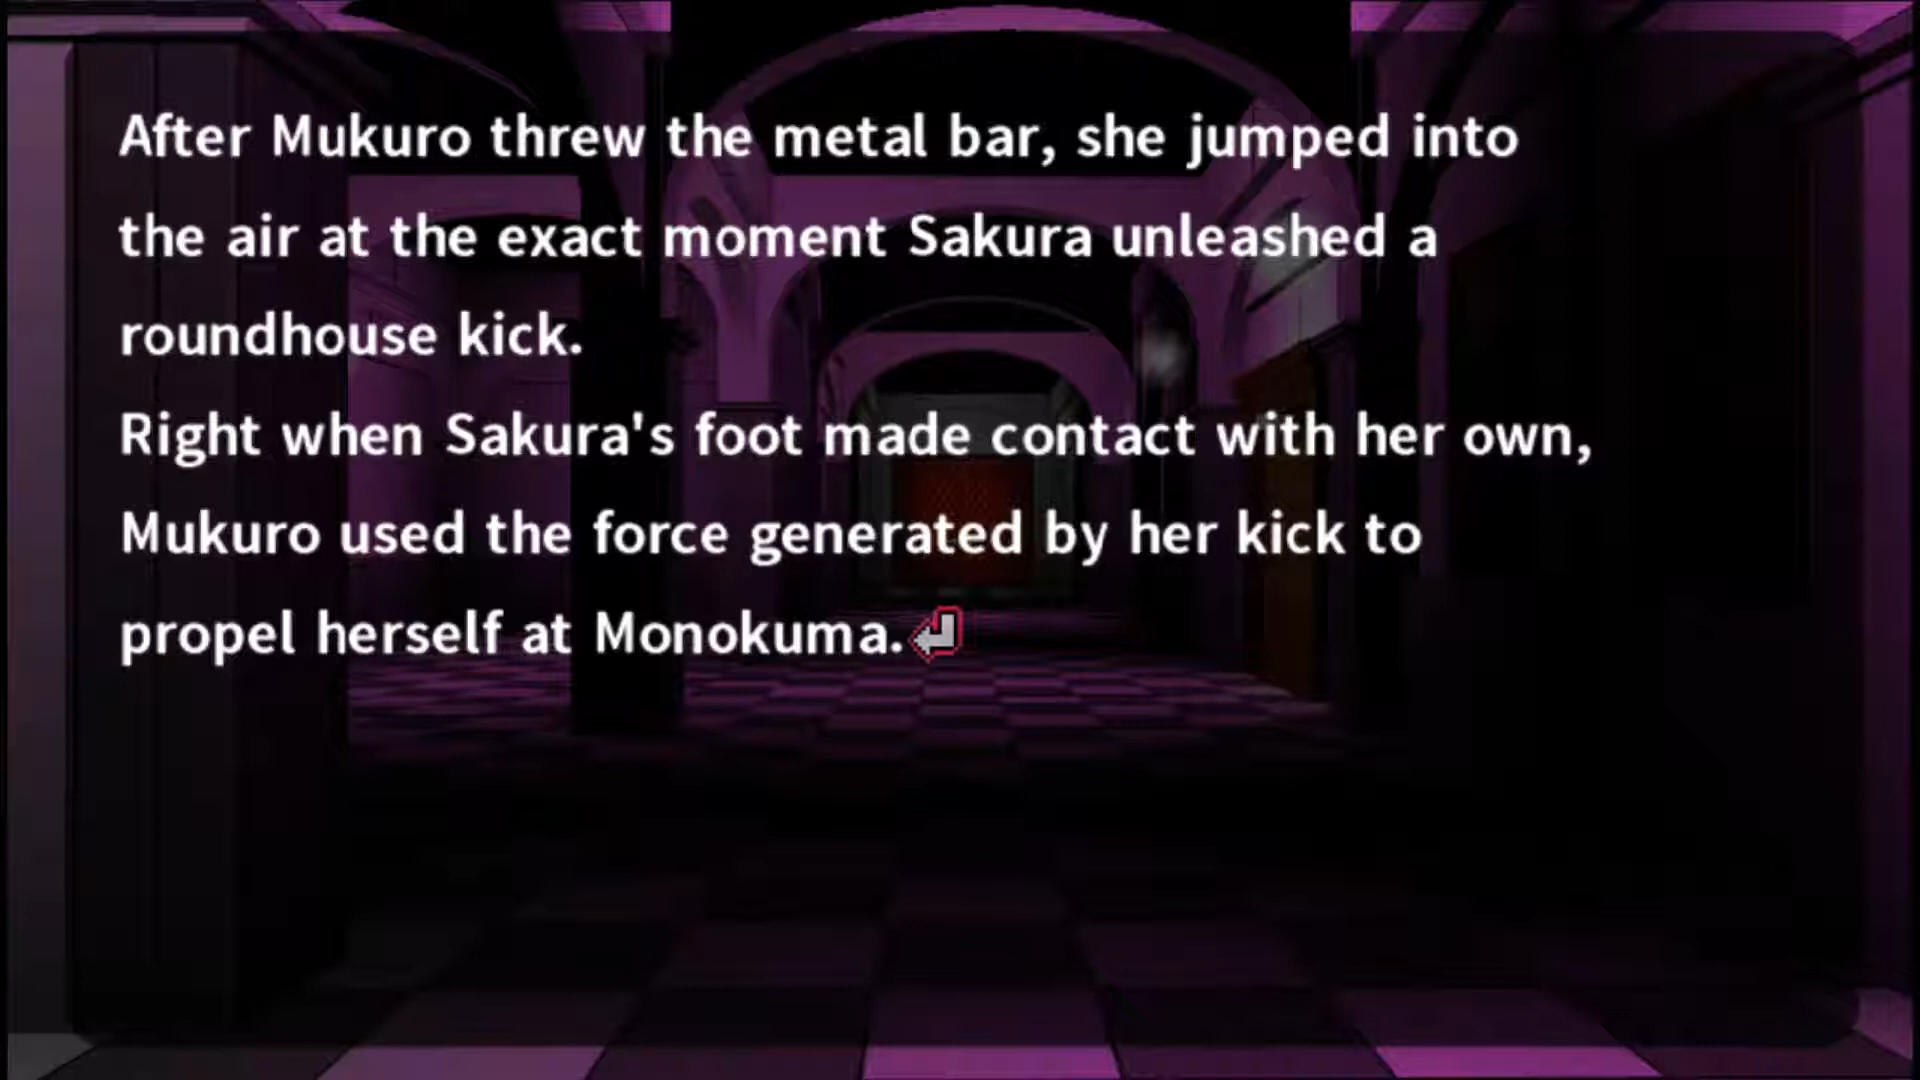 After Mukuro threw the metal bar, she jumped into
the air at the exact moment Sakura unleashed a
roundhouse kick.
Right when Sakura's foot made contact with her own,
Mukuro used the force generated by her kick to
propel herself at Monokuma.